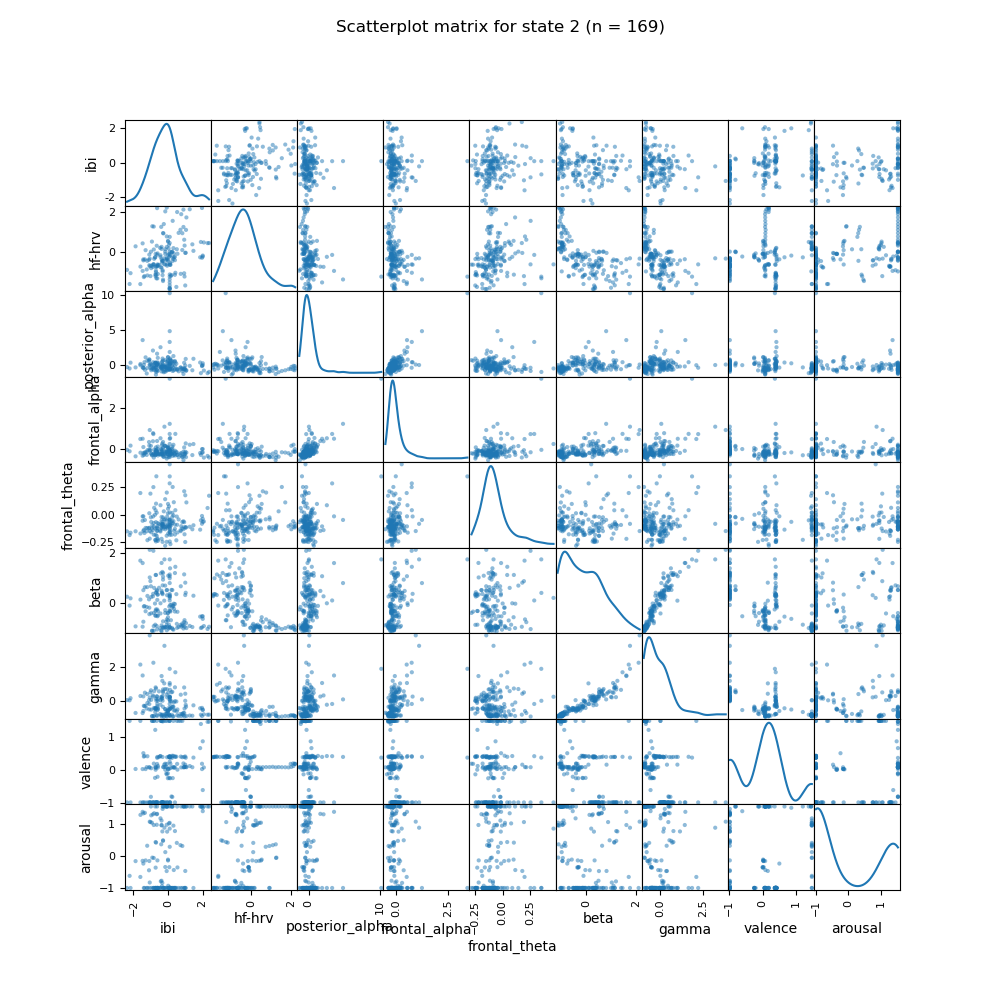 Scatterplot matrix for state 2 (n = 169)
ibi
2
0
−2
hf-hrv
2
0
posterior_alpha
10
5
0
frontal_alpha
2
0
frontal_theta
0.25
0.00
−0.25
beta
2
0
gamma
2
0
valence
1
0
−1
arousal
1
0
−1
−2 0 2 0 2 0 10 0.0 2.5 −0.25 0.00 0.25 0 2 0.0 2.5 −1 0 1 −1 0 1
ibi hf-hrv posterior_alpha frontal_alpha frontal_theta beta gamma valence arousal